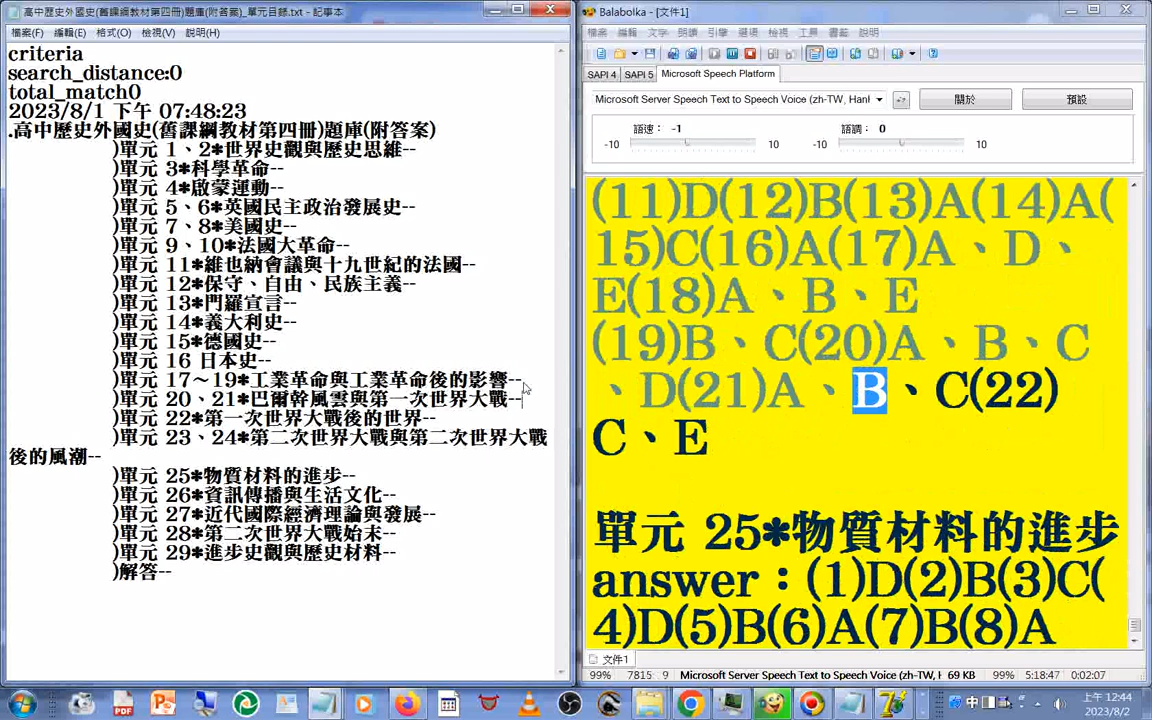 高中歷史外國史(舊課綱教材第四冊)題庫(附答案)_單元目錄.txt - 記事本
檔案(F) 編輯(E) 格式(O) 檢視(V) 說明(H)
criteria
search_distance:0
total_match0
2023/8/1 下午 07:48:23
.高中歷史外國史(舊課綱教材第四冊)題庫(附答案)
)單元 1、2*世界史觀與歷史思維--
)單元 3*科學革命--
)單元 4*啟蒙運動--
)單元 5、6*英國民主政治發展史--
)單元 7、8*美國史--
)單元 9、10*法國大革命--
)單元 11*維也納會議與十九世紀的法國--
)單元 12*保守、自由、民族主義--
)單元 13*門羅宣言--
)單元 14*義大利史--
)單元 15*德國史--
)單元 16 日本史--
)單元 17～19*工業革命與工業革命後的影響--
)單元 20、21*巴爾幹風雲與第一次世界大戰--
)單元 22*第一次世界大戰後的世界--
)單元 23、24*第二次世界大戰與第二次世界大戰
後的風潮--
)單元 25*物質材料的進步--
)單元 26*資訊傳播與生活文化--
)單元 27*近代國際經濟理論與發展--
)單元 28*第二次世界大戰始末--
)單元 29*進步史觀與歷史材料--
)解答--
Balabolka - [文件1]
檔案 編輯 文字 朗讀 引擎 選項 檢視 工具 書籤 說明
SAPI 4 SAPI 5 Microsoft Speech Platform
Microsoft Server Speech Text to Speech Voice (zh-TW, Hanl
關於 預設
語速： -1 語調： 0
-10 10 -10 10
(11)D(12)B(13)A(14)A(
15)C(16)A(17)A、D、
E(18)A、B、E
(19)B、C(20)A、B、C
、D(21)A、B、C(22)
C、E
單元 25*物質材料的進步
answer：(1)D(2)B(3)C(
4)D(5)B(6)A(7)B(8)A
文件1
99% 7815: 9 Microsoft Server Speech Text to Speech Voice (zh-TW, H 69 KB 99% 5:18:47 0:02:07
中
上午 12:44
2023/8/2